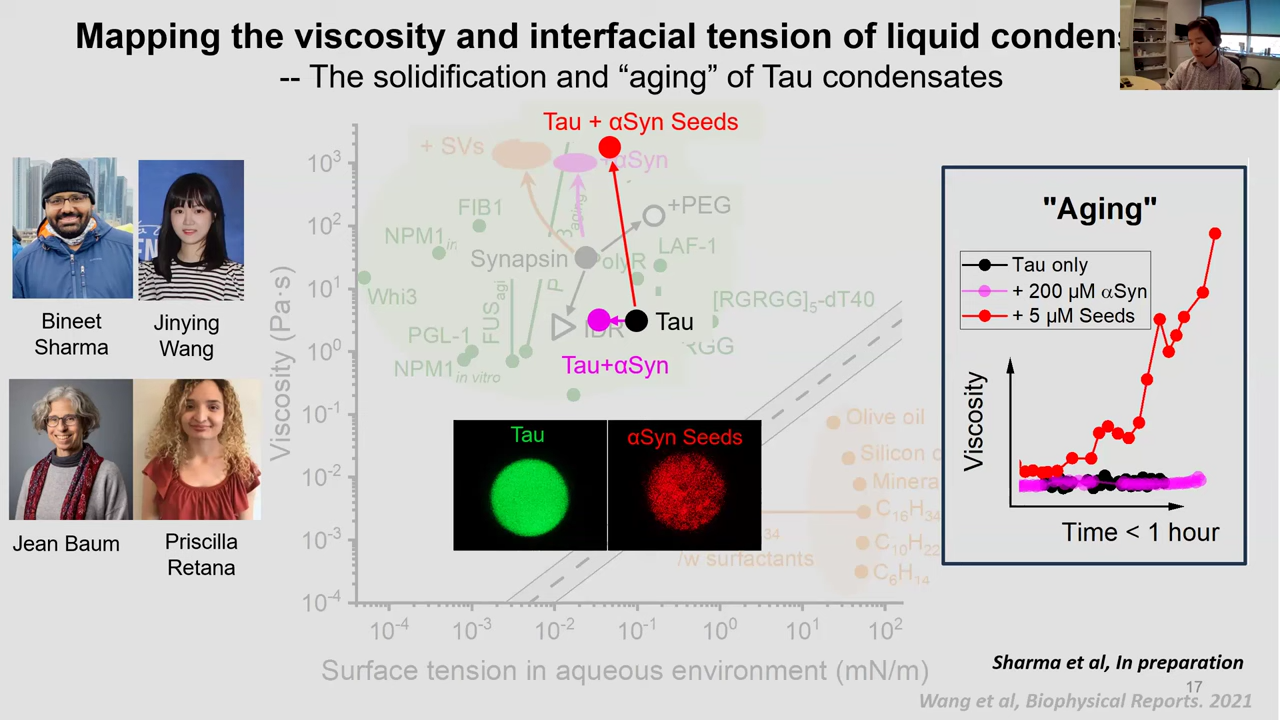 Mapping the viscosity and interfacial tension of liquid
-- The solidification and “aging” of Tau condensates
Bineet
Sharma
Jinying
Wang
Jean Baum
Priscilla
Retana
Viscosity (Pa·s)
10³
10²
10¹
10⁰
10⁻¹
10⁻²
10⁻³
10⁻⁴
Tau + αSyn Seeds
+ SVs
+αSyn
aging
FIB1
+PEG
NPM1
Synapsin
PolyR
LAF-1
Whi3
FUS
[RGRGG]₅-dT40
PGL-1
IDR
Tau
RGG
NPM1 in vitro
Tau+αSyn
Tau
αSyn Seeds
Olive oil
Silicon
C₁₆H₃₄
C₁₀H₂₂
/w surfactants
C₆H₁₄
10⁻⁴
10⁻³
10⁻²
10⁻¹
10⁰
10¹
10²
Surface tension in aqueous environment (mN/m)
"Aging"
Tau only
+ 200 µM αSyn
+ 5 µM Seeds
Viscosity
Time < 1 hour
Sharma et al, In preparation
17
Wang et al, Biophysical Reports. 2021